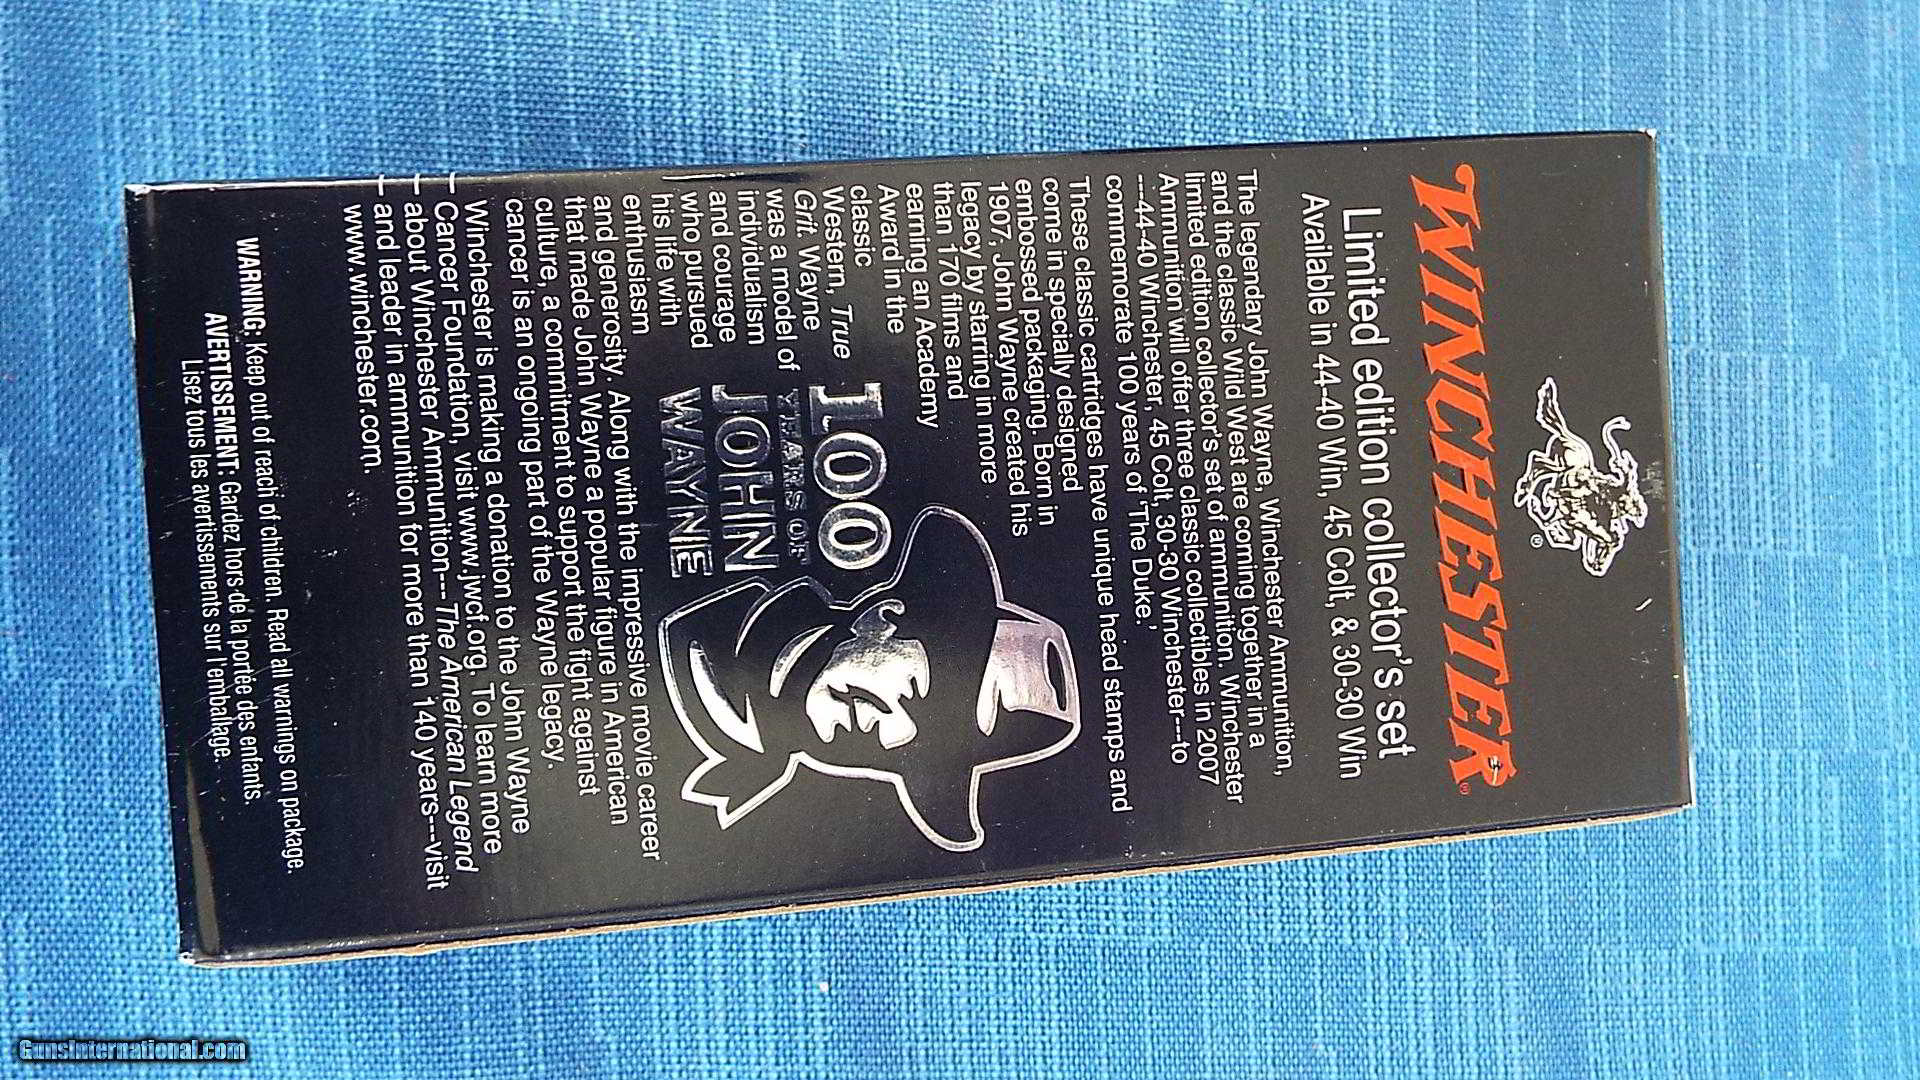 WINCHESTER®
Limited edition collector's set
Available in 44-40 Win, 45 Colt, & 30-30 Win
The legendary John Wayne, Winchester Ammunition,
and the classic Wild West are coming together in a
limited edition collector's set of ammunition. Winchester
Ammunition will offer three classic collectibles in 2007
---44-40 Winchester, 45 Colt, 30-30 Winchester---to
commemorate 100 years of 'The Duke.'
These classic cartridges have unique head stamps and
come in specially designed
embossed packaging. Born in
1907, John Wayne created his
legacy by starring in more
than 170 films and
earning an Academy
Award in the
classic
Western, True
Grit. Wayne
was a model of
individualism
and courage
who pursued
his life with
enthusiasm
and generosity. Along with the impressive movie career
that made John Wayne a popular figure in American
culture, a commitment to support the fight against
cancer is an ongoing part of the Wayne legacy.
100
YEARS OF
JOHN
WAYNE
Winchester is making a donation to the John Wayne
Cancer Foundation, visit www.jwcf.org. To learn more
about Winchester Ammunition---The American Legend
and leader in ammunition for more than 140 years---visit
www.winchester.com.
WARNING: Keep out of reach of children. Read all warnings on package.
AVERTISSEMENT: Gardez hors de la portée des enfants.
Lisez tous les avertissements sur l'emballage.
GunsInternational.com